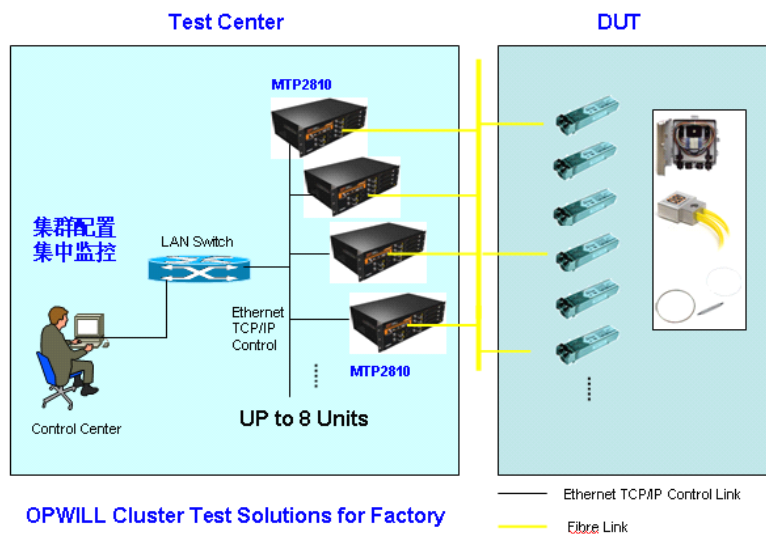 Test Center
DUT
MTP2810
集群配置
集中监控
LAN Switch
Ethernet
TCP/IP
Control
MTP2810
Control Center
UP to 8 Units
OPWILL Cluster Test Solutions for Factory
Ethernet TCP/IP Control Link
Fibre Link